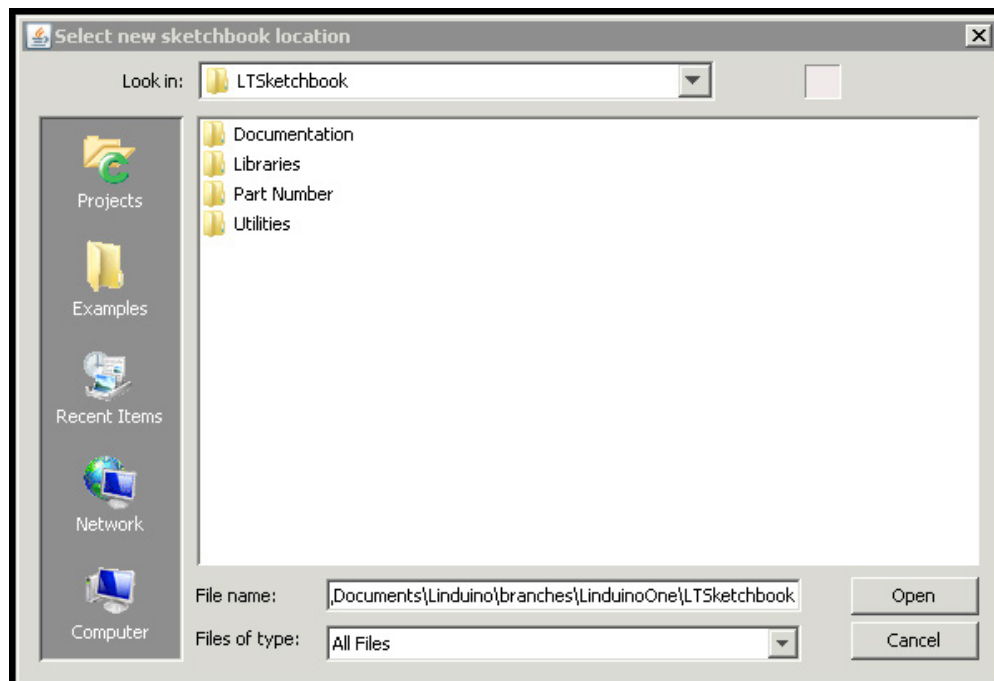 Select new sketchbook location
Look in: LTSketchbook
Documentation
Libraries
Part Number
Utilities
Projects
Examples
Recent Items
Network
Computer
File name: ,Documents\Linduino\branches\LinduinoOne\LTSketchbook Open
Files of type: All Files Cancel